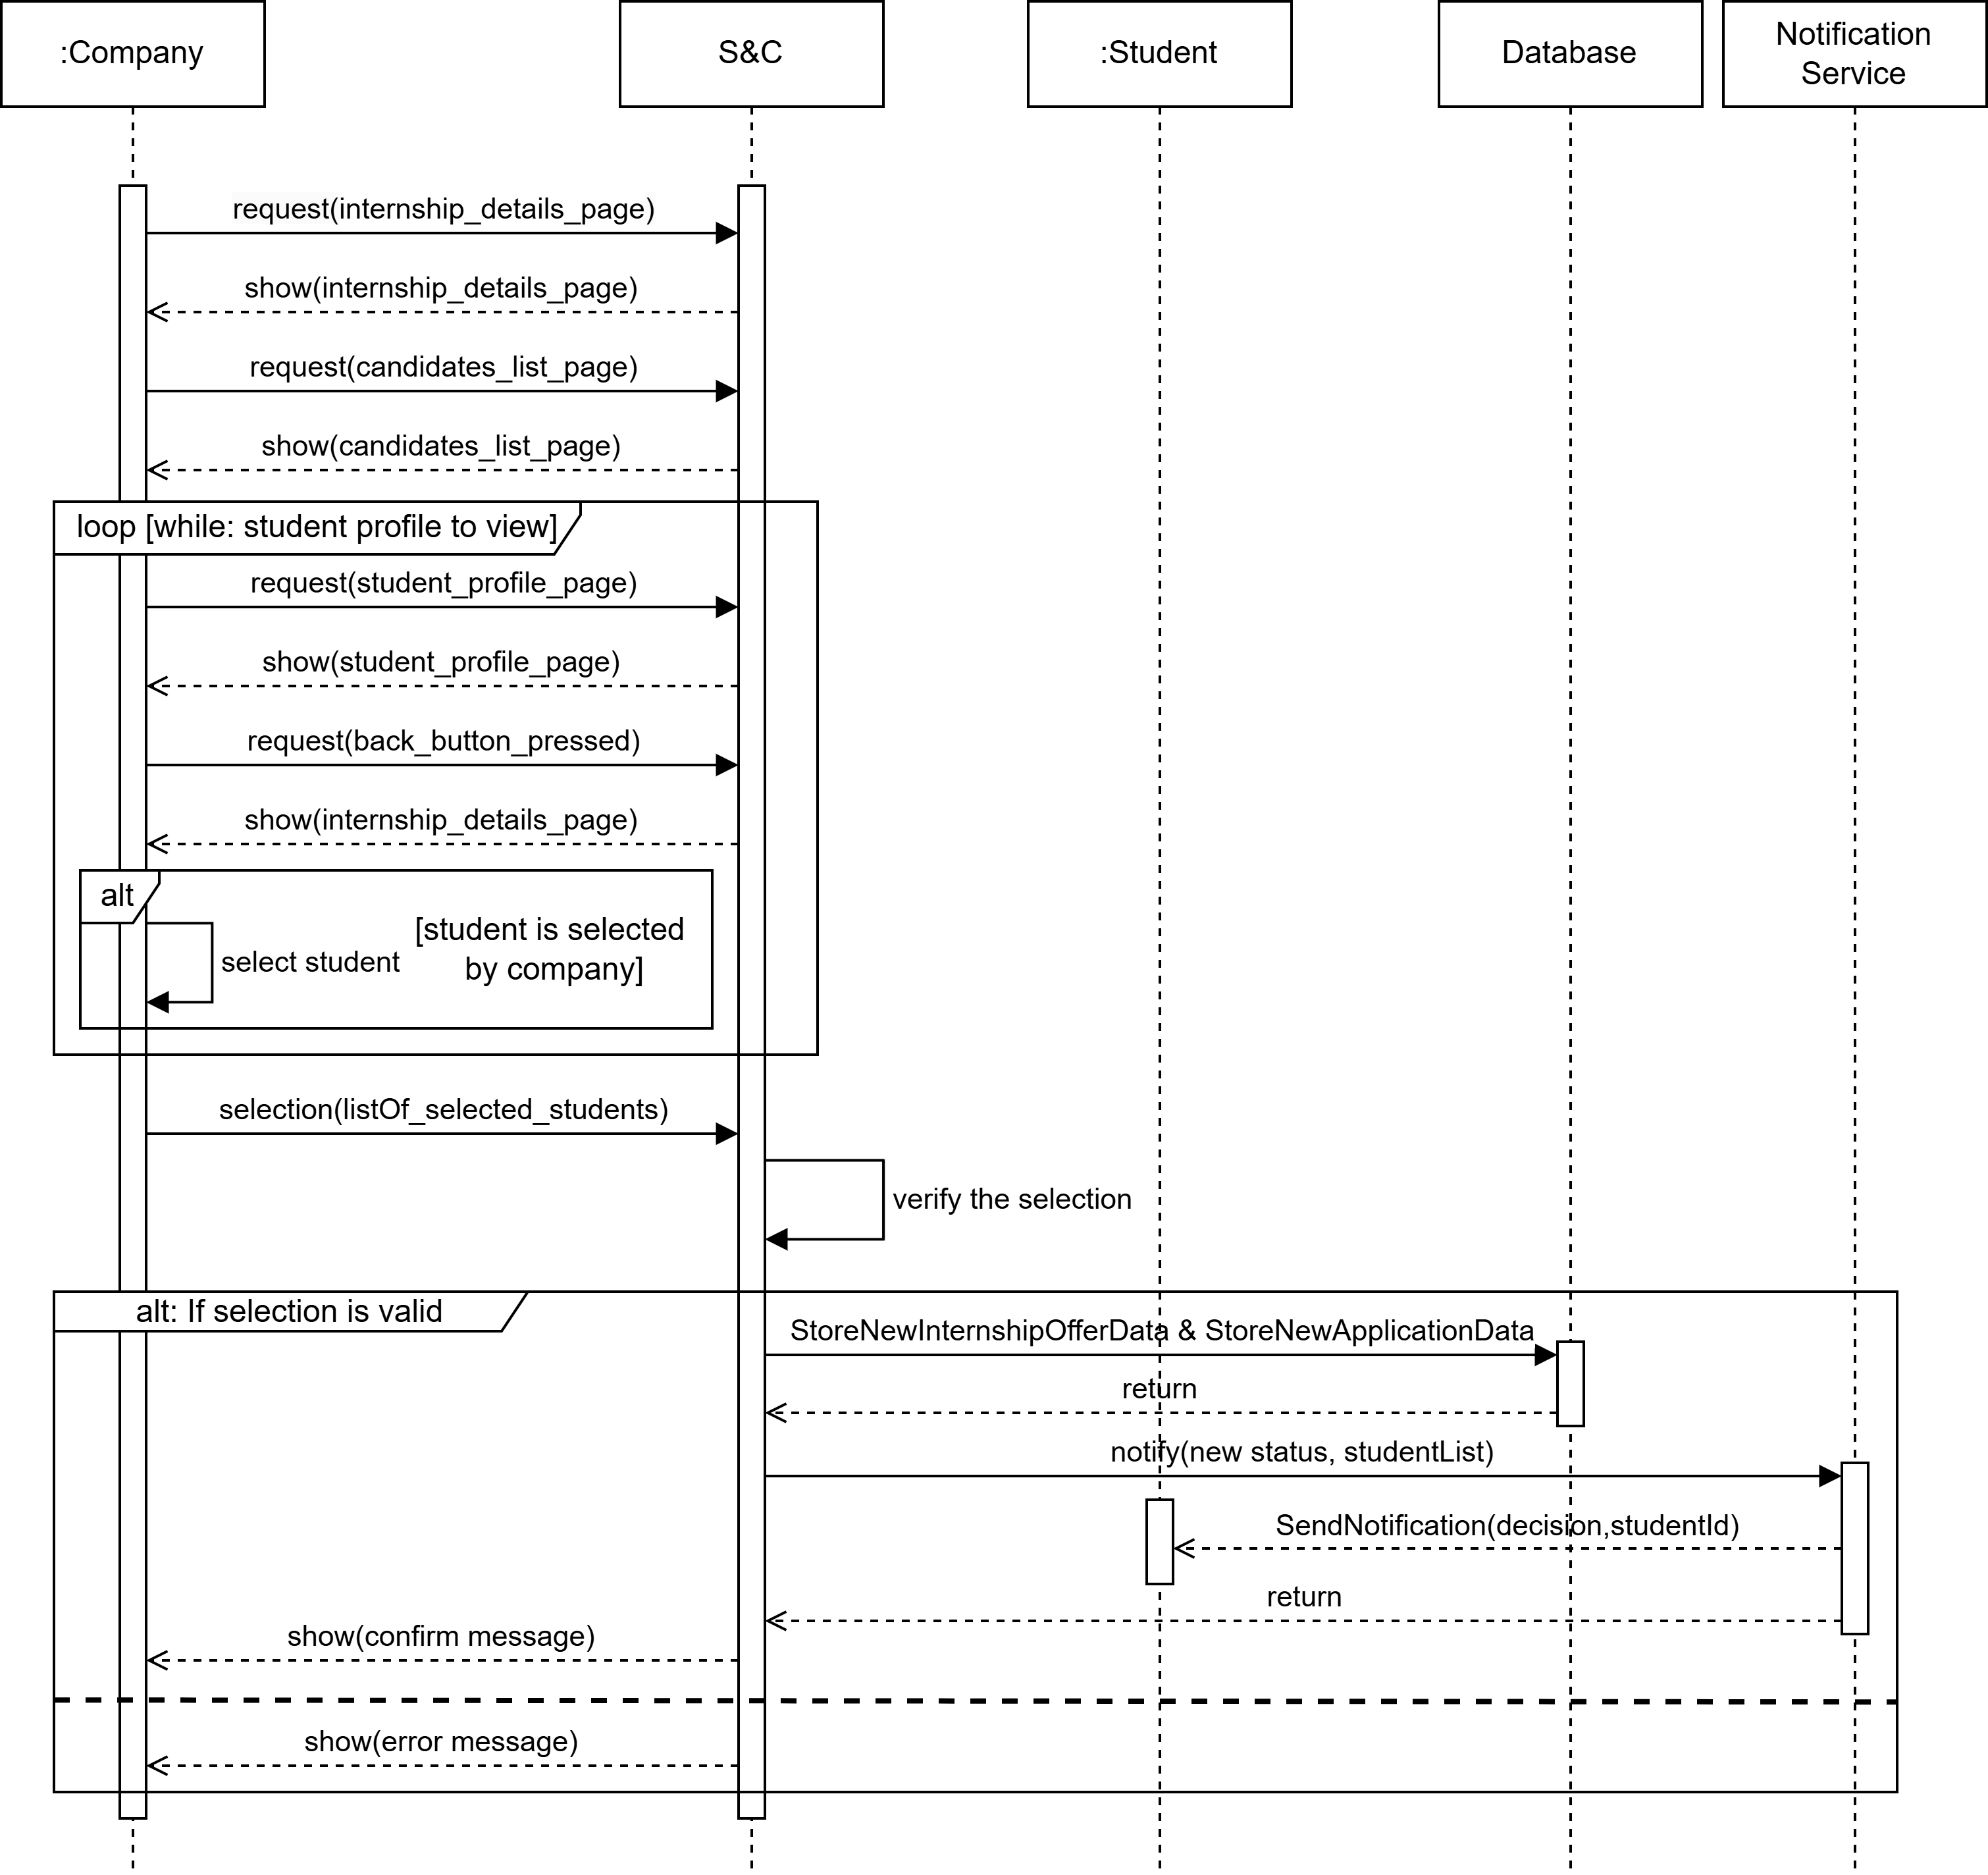 :Company
S&C
:Student
Database
Notification
Service
request(internship_details_page)
show(internship_details_page)
request(candidates_list_page)
show(candidates_list_page)
loop [while: student profile to view]
request(student_profile_page)
show(student_profile_page)
request(back_button_pressed)
show(internship_details_page)
alt
[student is selected
by company]
select student
selection(listOf_selected_students)
verify the selection
alt: If selection is valid
StoreNewInternshipOfferData & StoreNewApplicationData
return
notify(new status, studentList)
SendNotification(decision,studentId)
return
show(confirm message)
show(error message)